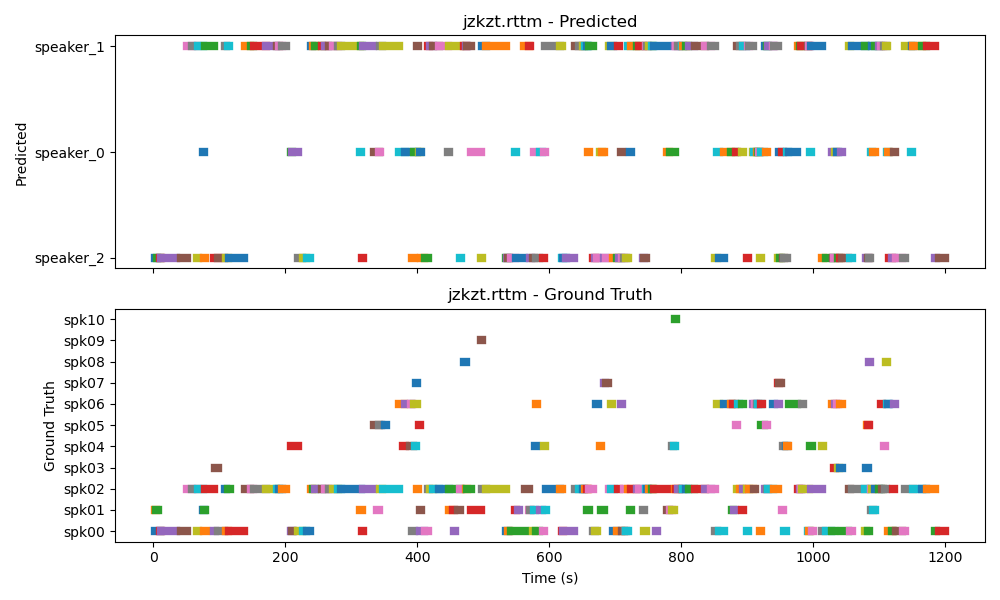 jzkzt.rttm - Predicted
speaker_1
speaker_0
speaker_2
Predicted
jzkzt.rttm - Ground Truth
spk10
spk09
spk08
spk07
spk06
spk05
spk04
spk03
spk02
spk01
spk00
Ground Truth
0 200 400 600 800 1000 1200
Time (s)